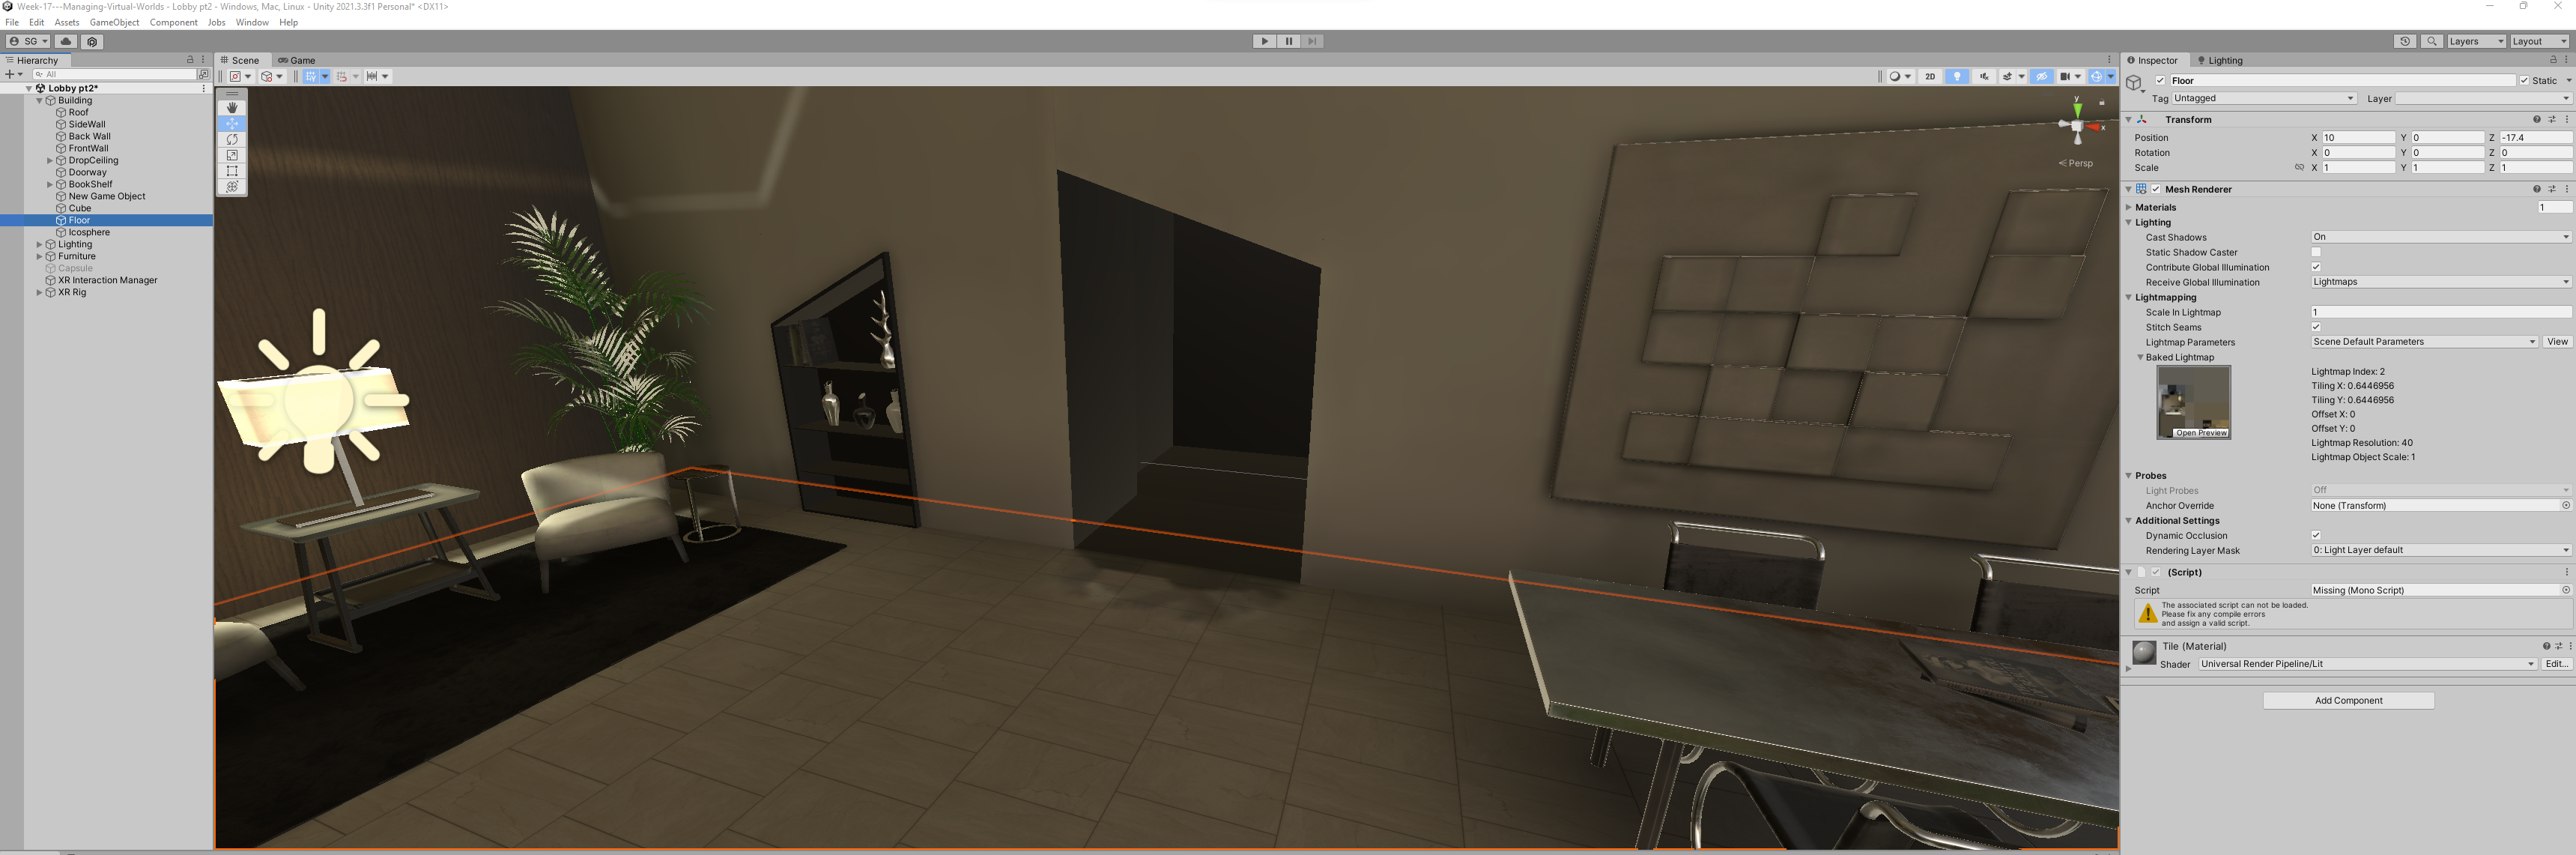 Week-17---Managing-Virtual-Worlds - Lobby pt2 - Windows, Mac, Linux - Unity 2021.3.3f1 Personal* <DX11>
File Edit Assets GameObject Component Jobs Window Help
SG Layers Layout
Hierarchy Scene Game Inspector Lighting
All 2D
Lobby pt2*
Building
Roof
SideWall
Back Wall
FrontWall
DropCeiling
Doorway
BookShelf
New Game Object
Cube
Floor
Icosphere
Lighting
Furniture
Capsule
XR Interaction Manager
XR Rig
y
x
Persp
Floor Static
Tag Untagged Layer
Transform
Position X 10 Y 0 Z -17.4
Rotation X 0 Y 0 Z 0
Scale X 1 Y 1 Z 1
Mesh Renderer
Materials 1
Lighting
Cast Shadows On
Static Shadow Caster
Contribute Global Illumination
Receive Global Illumination Lightmaps
Lightmapping
Scale In Lightmap 1
Stitch Seams
Lightmap Parameters Scene Default Parameters View
Baked Lightmap
Open Preview
Lightmap Index: 2
Tiling X: 0.6446956
Tiling Y: 0.6446956
Offset X: 0
Offset Y: 0
Lightmap Resolution: 40
Lightmap Object Scale: 1
Probes
Light Probes Off
Anchor Override None (Transform)
Additional Settings
Dynamic Occlusion
Rendering Layer Mask 0: Light Layer default
(Script)
Script Missing (Mono Script)
The associated script can not be loaded.
Please fix any compile errors
and assign a valid script.
Tile (Material)
Shader Universal Render Pipeline/Lit Edit...
Add Component